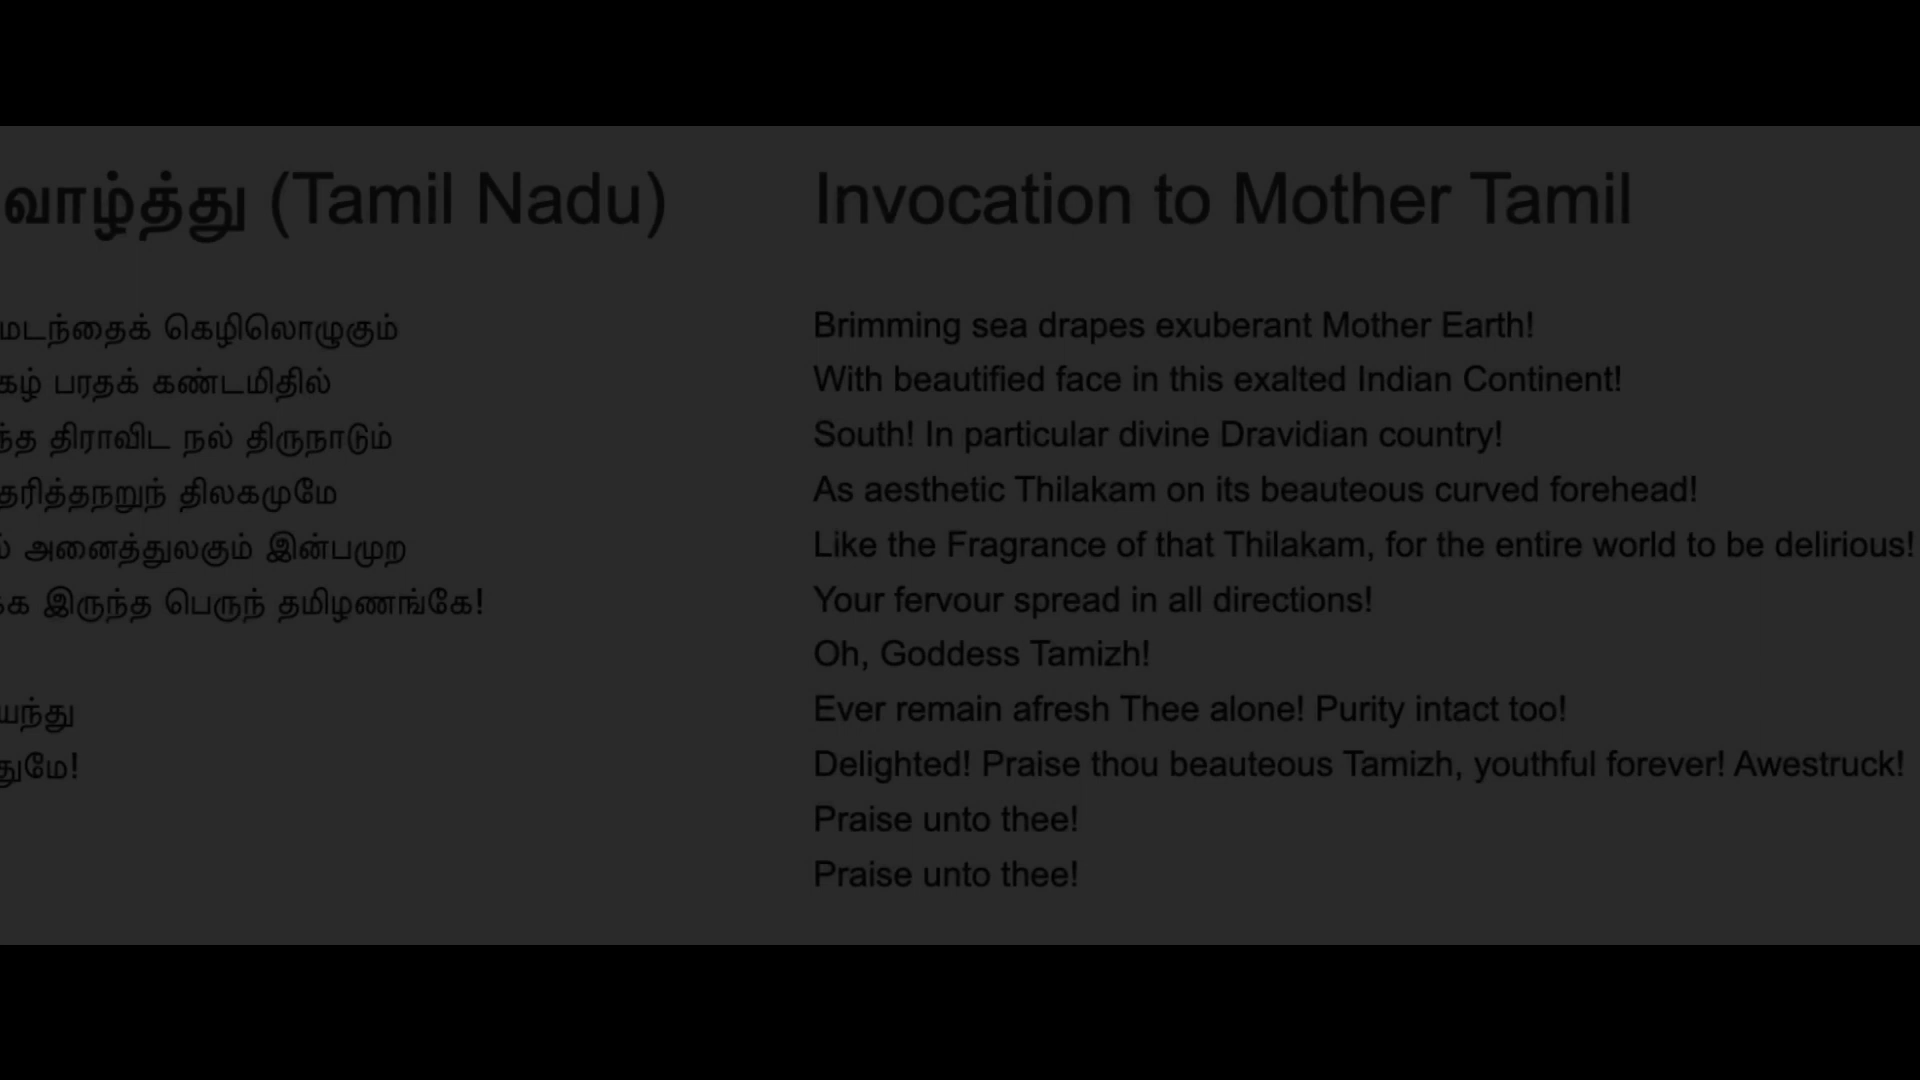 வாழ்த்து (Tamil Nadu)
மடந்தைக் கெழிலொழுகும்
கழ் பரதக் கண்டமிதில்
ந்த திராவிட நல் திருநாடும்
தரித்தநறுந் திலகமுமே
அனைத்துலகும் இன்பமுற
க்க இருந்த பெருந் தமிழணங்கே!
யந்து
துமே!
Invocation to Mother Tamil
Brimming sea drapes exuberant Mother Earth!
With beautified face in this exalted Indian Continent!
South! In particular divine Dravidian country!
As aesthetic Thilakam on its beauteous curved forehead!
Like the Fragrance of that Thilakam, for the entire world to be delirious!
Your fervour spread in all directions!
Oh, Goddess Tamizh!
Ever remain afresh Thee alone! Purity intact too!
Delighted! Praise thou beauteous Tamizh, youthful forever! Awestruck!
Praise unto thee!
Praise unto thee!